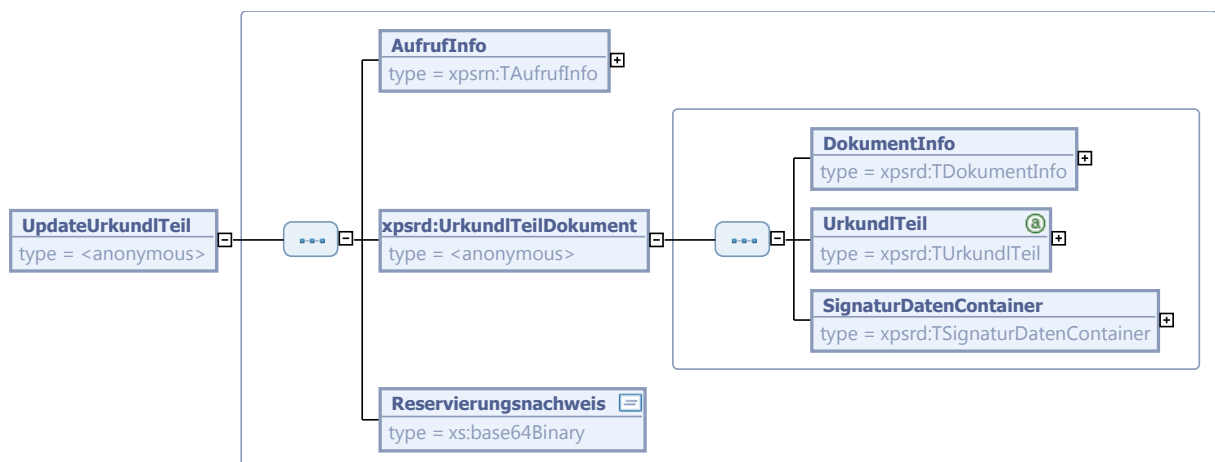 AufrufInfo
type = xpsrn:TAufrufInfo
DokumentInfo
type = xpsrd:TDokumentInfo
UpdateUrkundlTeil
type = <anonymous>
xpsrd:UrkundlTeilDokument
type = <anonymous>
UrkundlTeil
type = xpsrd:TUrkundlTeil
SignaturDatenContainer
type = xpsrd:TSignaturDatenContainer
Reservierungsnachweis
type = xs:base64Binary